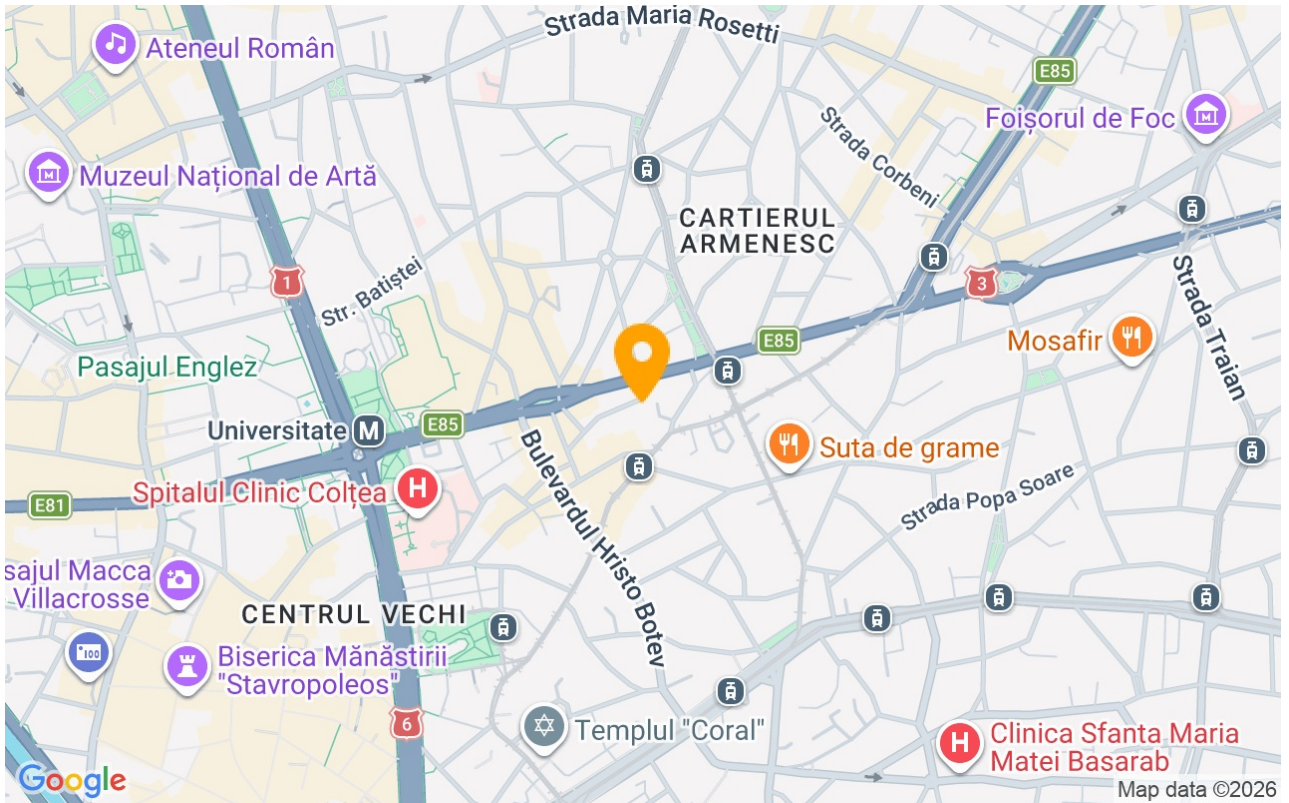 Strada Maria Rosetti
Ateneul Român
E85
Foișorul de Foc
Strada Corbeni
Muzeul Național de Artă
CARTIERUL
ARMENESC
Str. Batiștei
1
3
Strada Traian
E85
Mosafir
Pasajul Englez
Universitate
M
E85
Bulevardul Hristo Botev
Suta de grame
Spitalul Clinic Colțea
H
E81
Strada Popa Soare
sajul Macca
Villacrosse
CENTRUL VECHI
100
Biserica Mănăstirii
"Stavropoleos"
6
Templul "Coral"
H
Clinica Sfanta Maria
Matei Basarab
Google
Map data ©2026